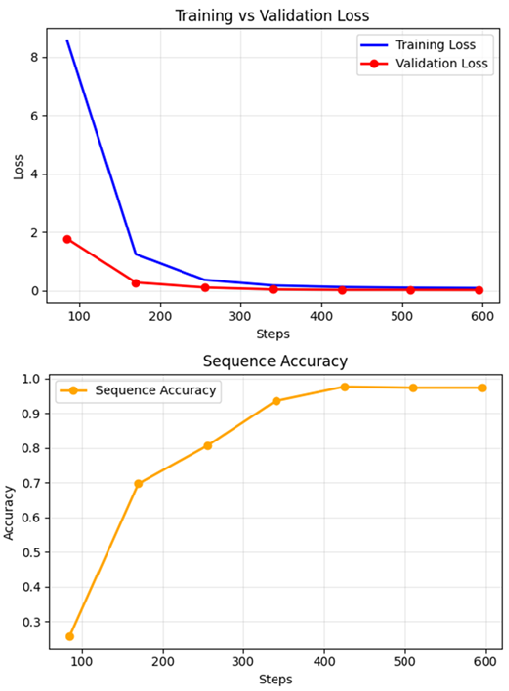 Training vs Validation Loss
Training Loss
Validation Loss
8
6
4
2
0
Loss
100 200 300 400 500 600
Steps
Sequence Accuracy
Sequence Accuracy
1.0
0.9
0.8
0.7
0.6
0.5
0.4
0.3
Accuracy
100 200 300 400 500 600
Steps